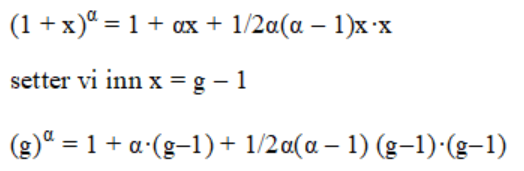 (1 + x)^α = 1 + αx + 1/2α(α – 1)x·x
setter vi inn x = g – 1
(g)^α = 1 + α·(g–1) + 1/2α(α – 1) (g–1)·(g–1)